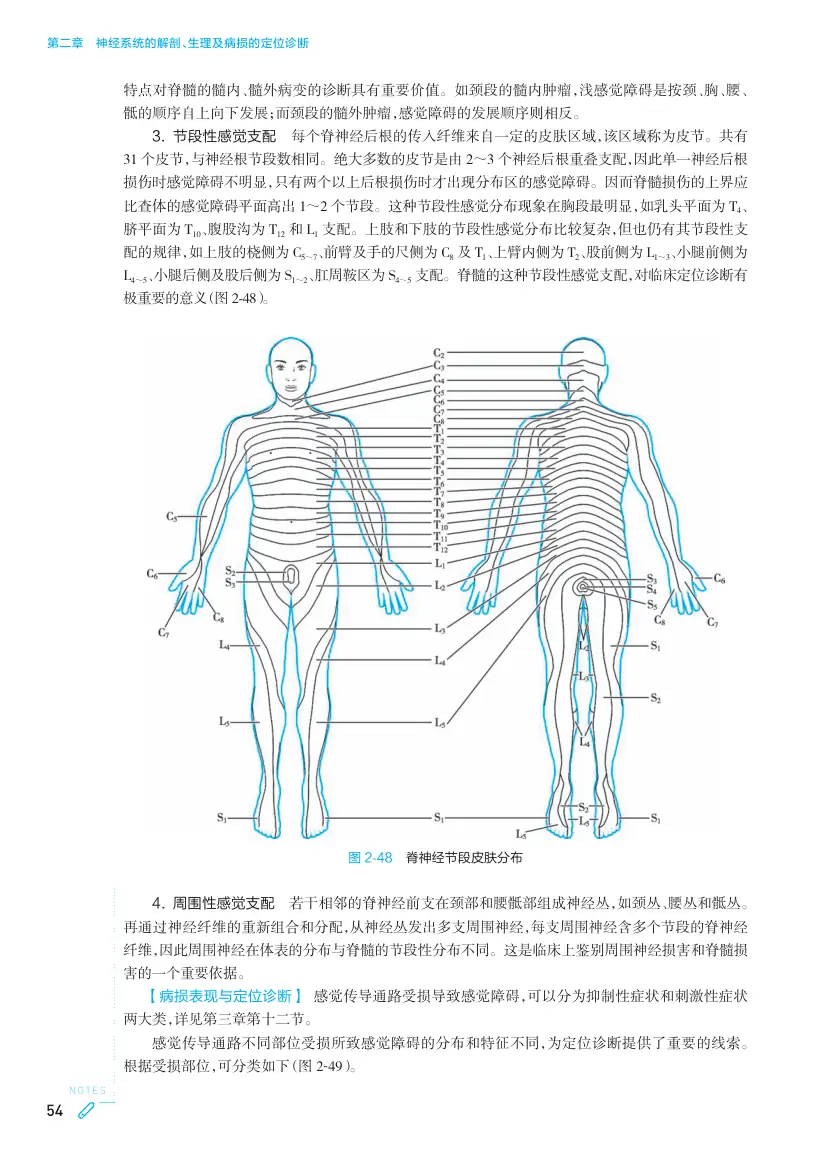 第二章　神经系统的解剖、生理及病损的定位诊断
特点对脊髓的髓内、髓外病变的诊断具有重要价值。如颈段的髓内肿瘤,浅感觉障碍是按颈、胸、腰、
骶的顺序自上向下发展;而颈段的髓外肿瘤,感觉障碍的发展顺序则相反。
3. 节段性感觉支配　每个脊神经后根的传入纤维来自一定的皮肤区域,该区域称为皮节。共有
31 个皮节,与神经根节段数相同。绝大多数的皮节是由 2～3 个神经后根重叠支配,因此单一神经后根
损伤时感觉障碍不明显,只有两个以上后根损伤时才出现分布区的感觉障碍。因而脊髓损伤的上界应
比查体的感觉障碍平面高出 1～2 个节段。这种节段性感觉分布现象在胸段最明显,如乳头平面为 T₄、
脐平面为 T₁₀、腹股沟为 T₁₂ 和 L₁ 支配。上肢和下肢的节段性感觉分布比较复杂,但也仍有其节段性支
配的规律,如上肢的桡侧为 C₅～₇、前臂及手的尺侧为 C₈ 及 T₁、上臂内侧为 T₂、股前侧为 L₁～₃、小腿前侧为
L₄～₅、小腿后侧及股后侧为 S₁～₂、肛周鞍区为 S₄～₅ 支配。脊髓的这种节段性感觉支配,对临床定位诊断有
极重要的意义(图 2-48)。
C₂
C₃
C₄
C₅
C₆
C₇
C₈
T₁
T₂
T₃
T₄
T₅
T₆
T₇
T₈
T₉
T₁₀
T₁₁
T₁₂
L₁
L₂
L₃
L₄
L₅
S₁
C₅
C₆
C₇
C₈
S₂
S₃
L₄
L₅
S₁
S₃
S₄
S₅
C₆
C₈
C₇
L₂
S₁
L₃
S₂
L₄
S₂
L₅
S₁
L₅
图 2-48　脊神经节段皮肤分布
4. 周围性感觉支配　若干相邻的脊神经前支在颈部和腰骶部组成神经丛,如颈丛、腰丛和骶丛。
再通过神经纤维的重新组合和分配,从神经丛发出多支周围神经,每支周围神经含多个节段的脊神经
纤维,因此周围神经在体表的分布与脊髓的节段性分布不同。这是临床上鉴别周围神经损害和脊髓损
害的一个重要依据。
【病损表现与定位诊断】　感觉传导通路受损导致感觉障碍,可以分为抑制性症状和刺激性症状
两大类,详见第三章第十二节。
感觉传导通路不同部位受损所致感觉障碍的分布和特征不同,为定位诊断提供了重要的线索。
根据受损部位,可分类如下(图 2-49)。
NOTES
54